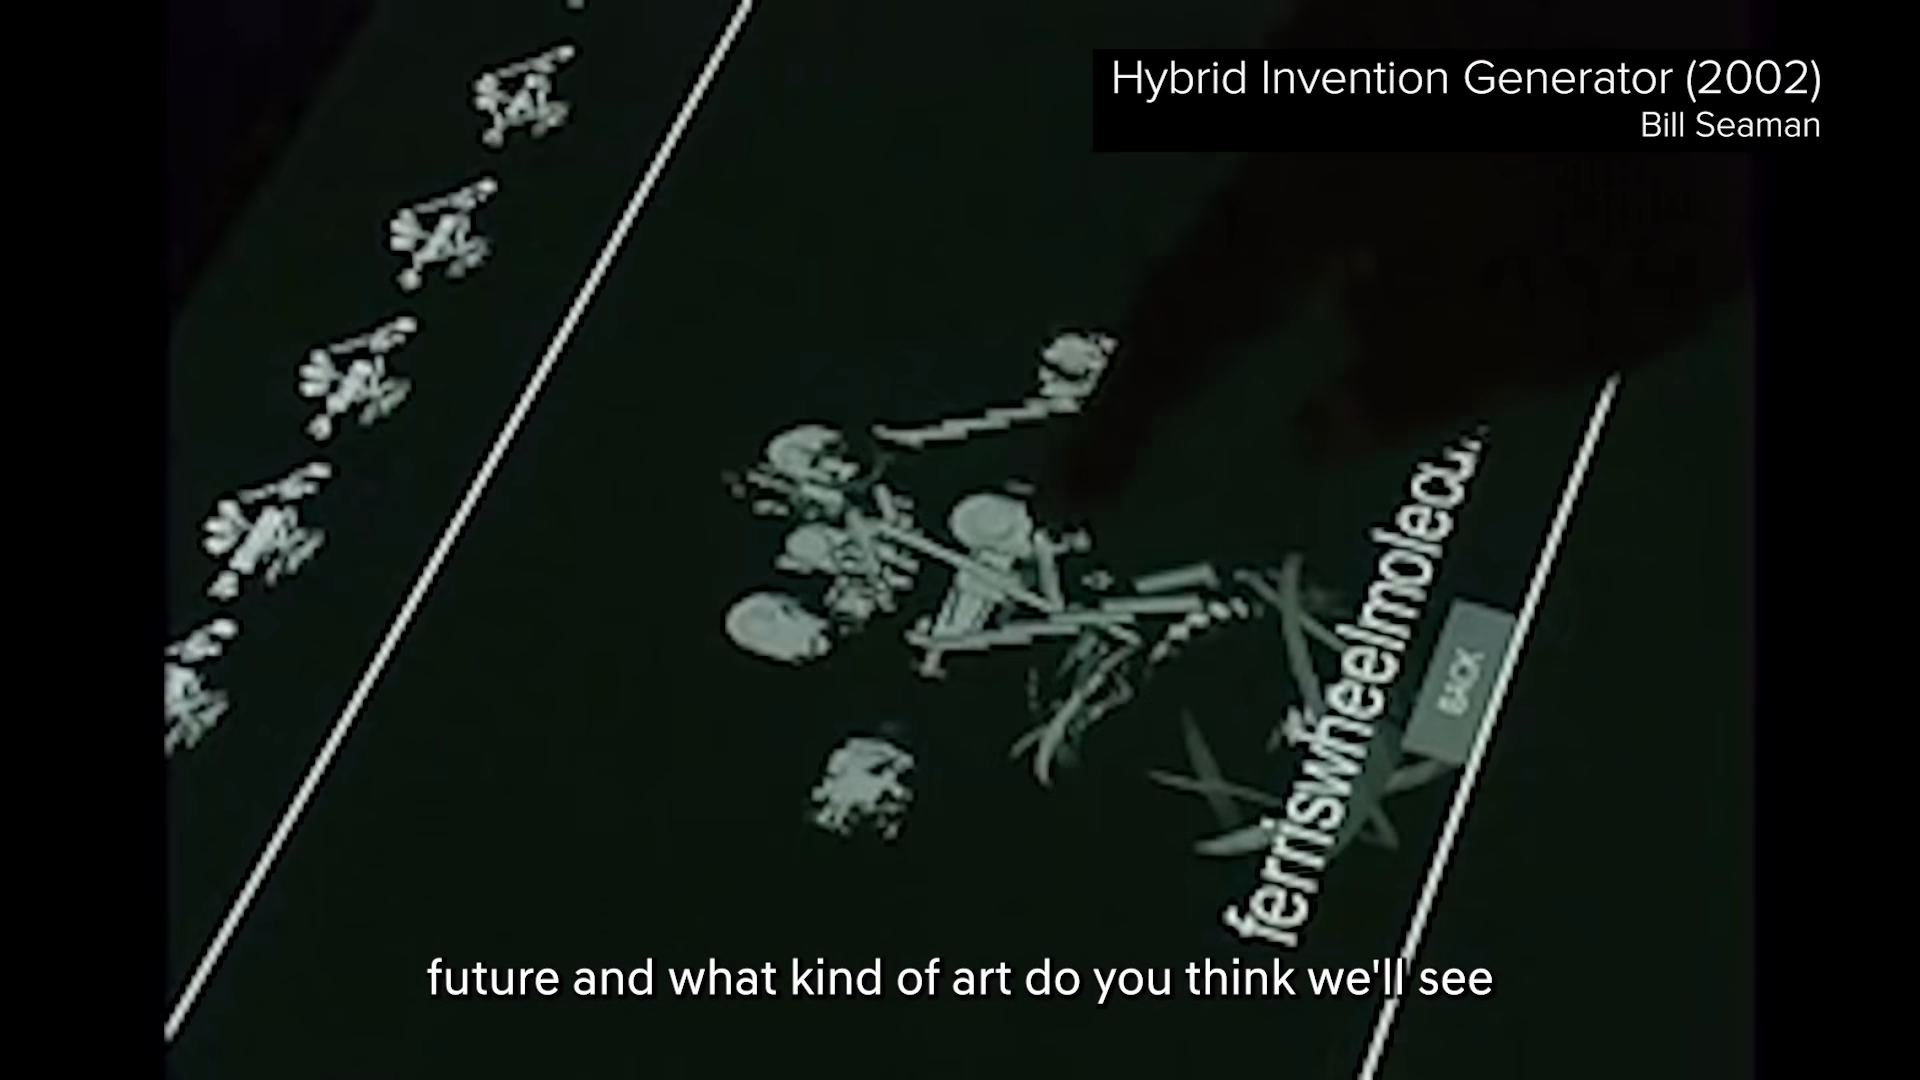 Hybrid Invention Generator (2002)
Bill Seaman
ferriswheelmolecu...
BACK
future and what kind of art do you think we'll see